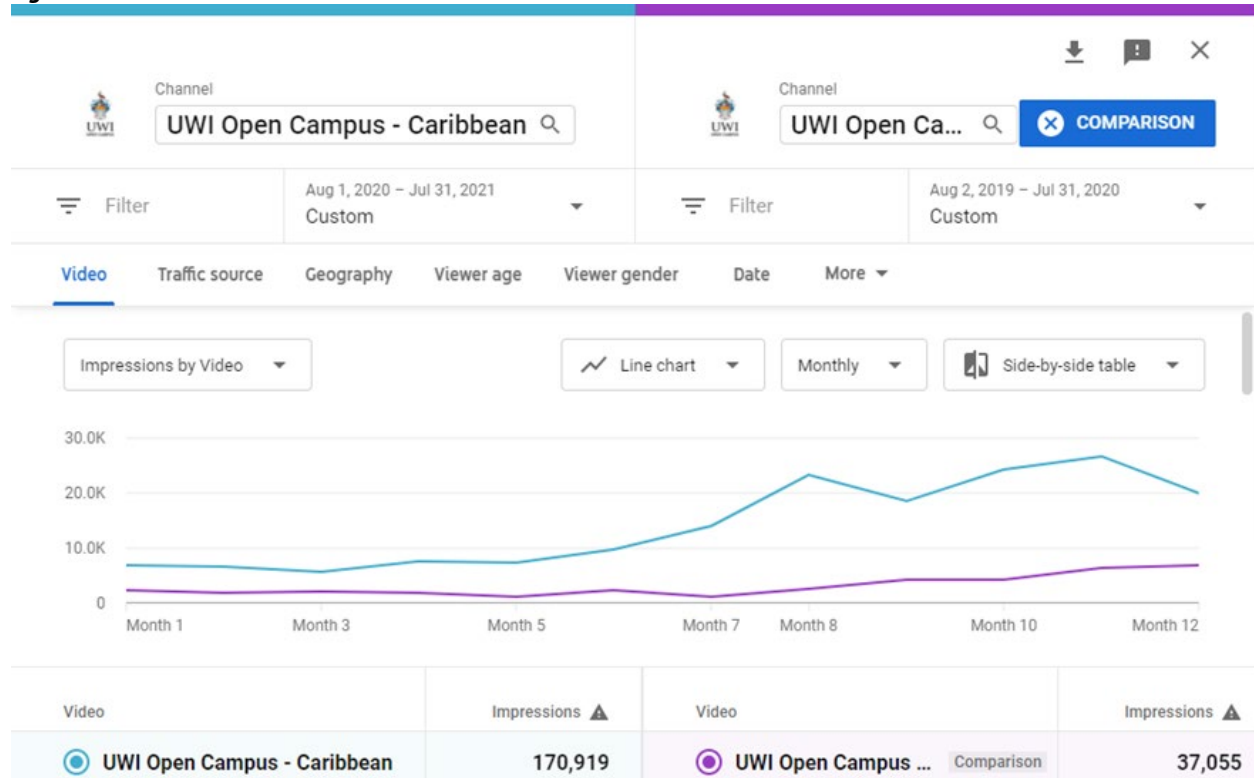 Channel
UWI Open Campus - Caribbean
UWI
Channel
UWI Open Ca...
COMPARISON
UWI
Filter
Aug 1, 2020 – Jul 31, 2021
Custom
Filter
Aug 2, 2019 – Jul 31, 2020
Custom
Video Traffic source Geography Viewer age Viewer gender Date More
Impressions by Video
Line chart
Monthly
Side-by-side table
30.0K
20.0K
10.0K
0
Month 1 Month 3 Month 5 Month 7 Month 8 Month 10 Month 12
Video Impressions Video Impressions
UWI Open Campus - Caribbean 170,919 UWI Open Campus ... Comparison 37,055